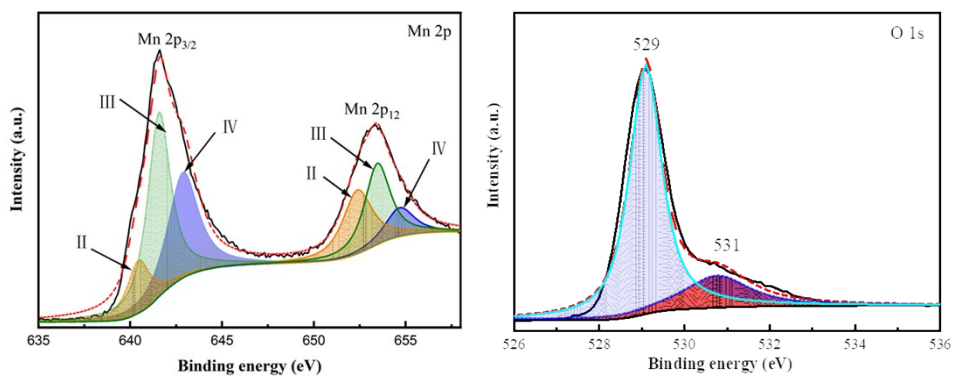 Mn 2p
Mn 2p3/2
III
IV
II
Mn 2p12
III
IV
II
Intensity (a.u.)
635 640 645 650 655
Binding energy (eV)
O 1s
529
531
Intensity (a.u.)
526 528 530 532 534 536
Binding energy (eV)